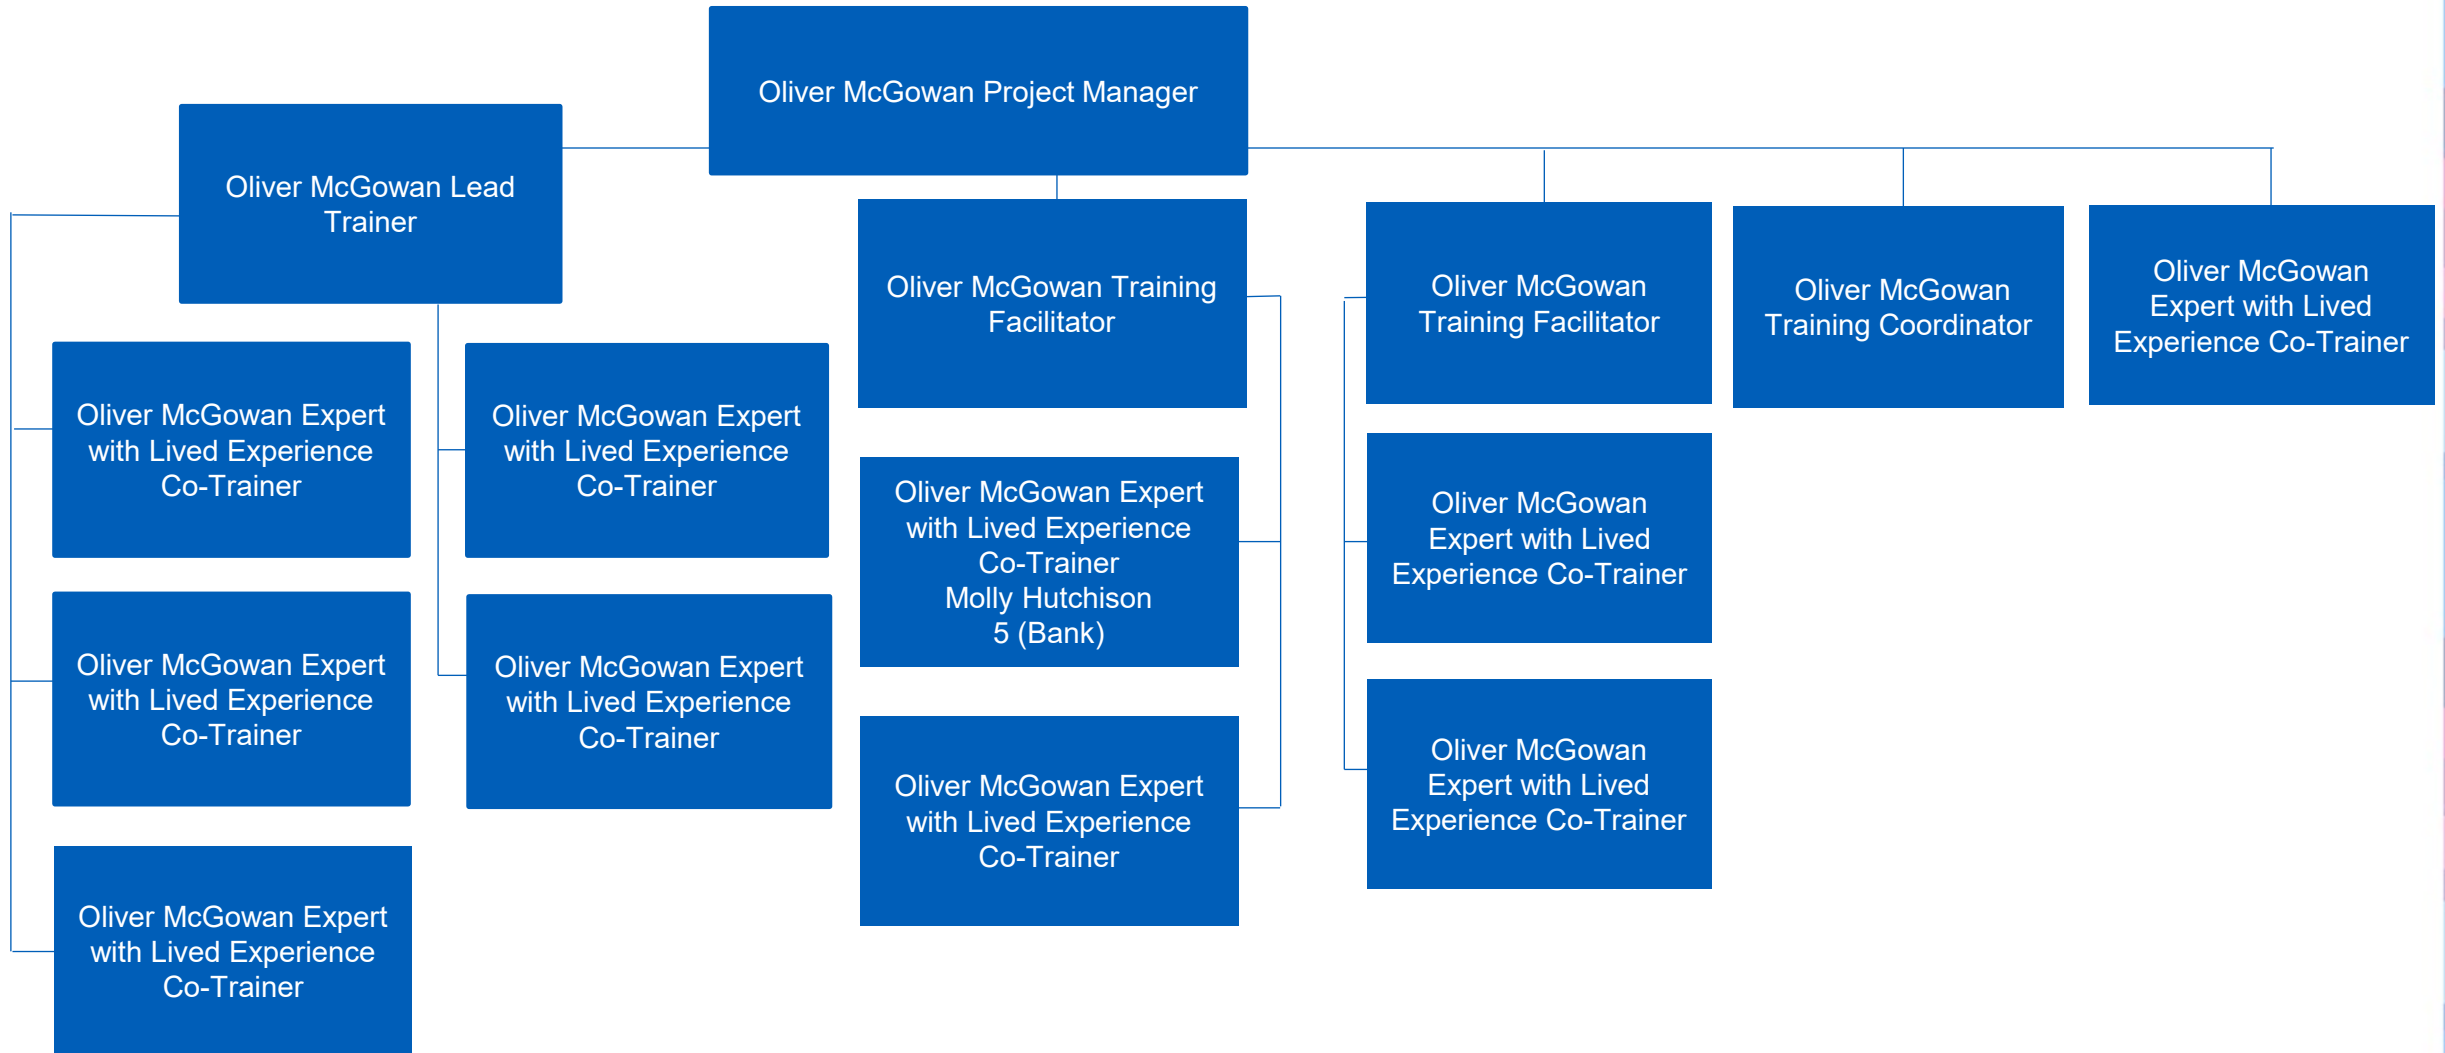 Oliver McGowan Project Manager
Oliver McGowan Lead
Trainer
Oliver McGowan Training
Facilitator
Oliver McGowan
Training Facilitator
Oliver McGowan
Training Coordinator
Oliver McGowan
Expert with Lived
Experience Co-Trainer
Oliver McGowan Expert
with Lived Experience
Co-Trainer
Oliver McGowan Expert
with Lived Experience
Co-Trainer
Oliver McGowan Expert
with Lived Experience
Co-Trainer
Molly Hutchison
5 (Bank)
Oliver McGowan
Expert with Lived
Experience Co-Trainer
Oliver McGowan Expert
with Lived Experience
Co-Trainer
Oliver McGowan Expert
with Lived Experience
Co-Trainer
Oliver McGowan Expert
with Lived Experience
Co-Trainer
Oliver McGowan
Expert with Lived
Experience Co-Trainer
Oliver McGowan Expert
with Lived Experience
Co-Trainer